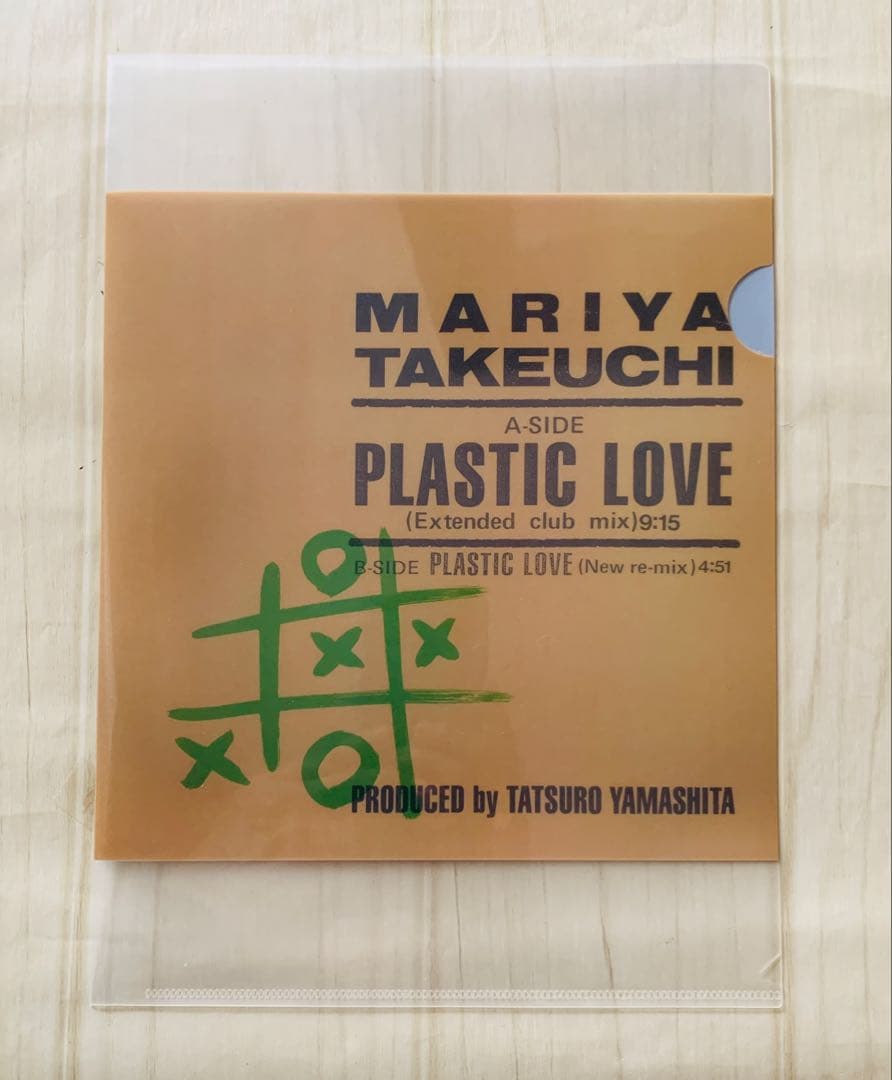 MARIYA
TAKEUCHI
A-SIDE
PLASTIC LOVE
(Extended club mix)9:15
B-SIDE PLASTIC LOVE (New re-mix)4:51
O
X X
X O
PRODUCED by TATSURO YAMASHITA